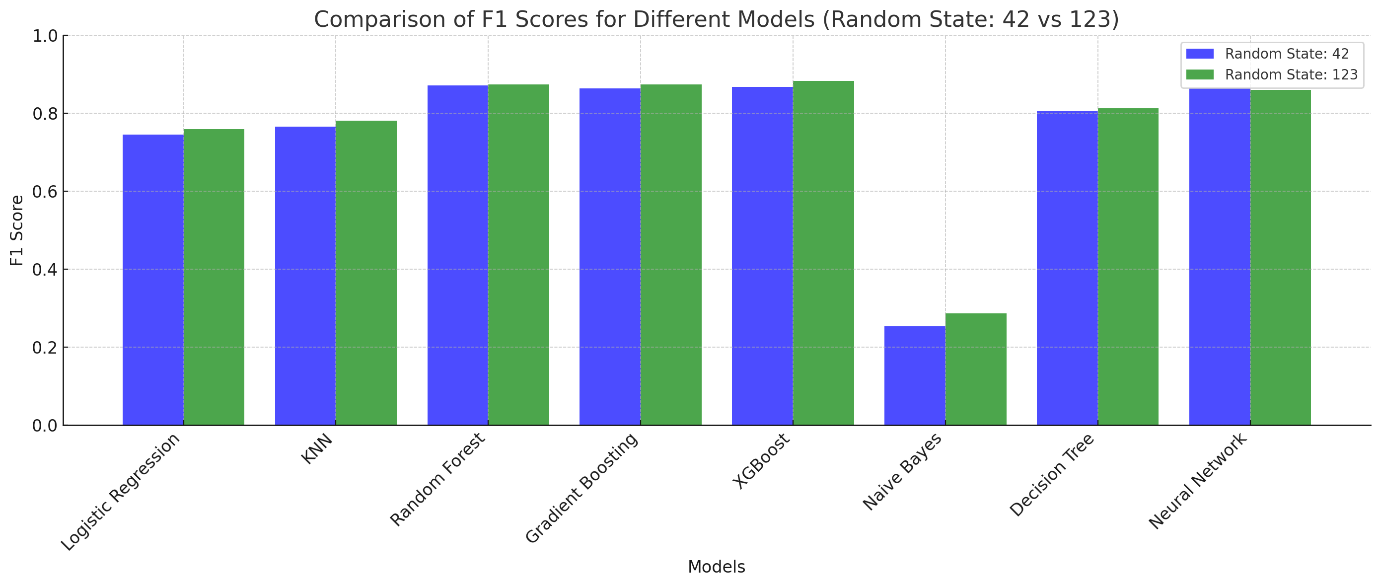 Comparison of F1 Scores for Different Models (Random State: 42 vs 123)
Random State: 42
Random State: 123
F1 Score
1.0
0.8
0.6
0.4
0.2
0.0
Logistic Regression
KNN
Random Forest
Gradient Boosting
XGBoost
Naive Bayes
Decision Tree
Neural Network
Models